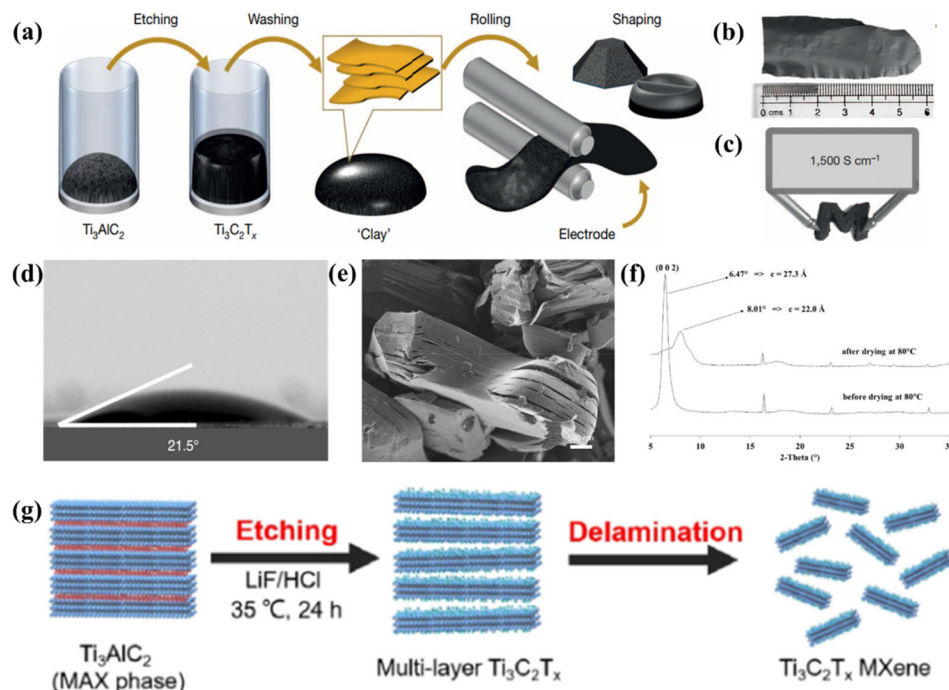 (a)
Etching
Washing
Rolling
Shaping
Ti₃AlC₂
Ti₃C₂Tₓ
'Clay'
Electrode
(b)
0 cms 1 2 3 4 5 6
(c)
1,500 S cm⁻¹
(d)
21.5°
(e)
(f)
(0 0 2)
6.47° => c = 27.3 Å
8.01° => c = 22.0 Å
after drying at 80°C
before drying at 80°C
5 10 15 20 25 30
2-Theta (°)
(g)
Etching
LiF/HCl
35 ℃, 24 h
Delamination
Ti₃AlC₂
(MAX phase)
Multi-layer Ti₃C₂Tₓ
Ti₃C₂Tₓ MXene